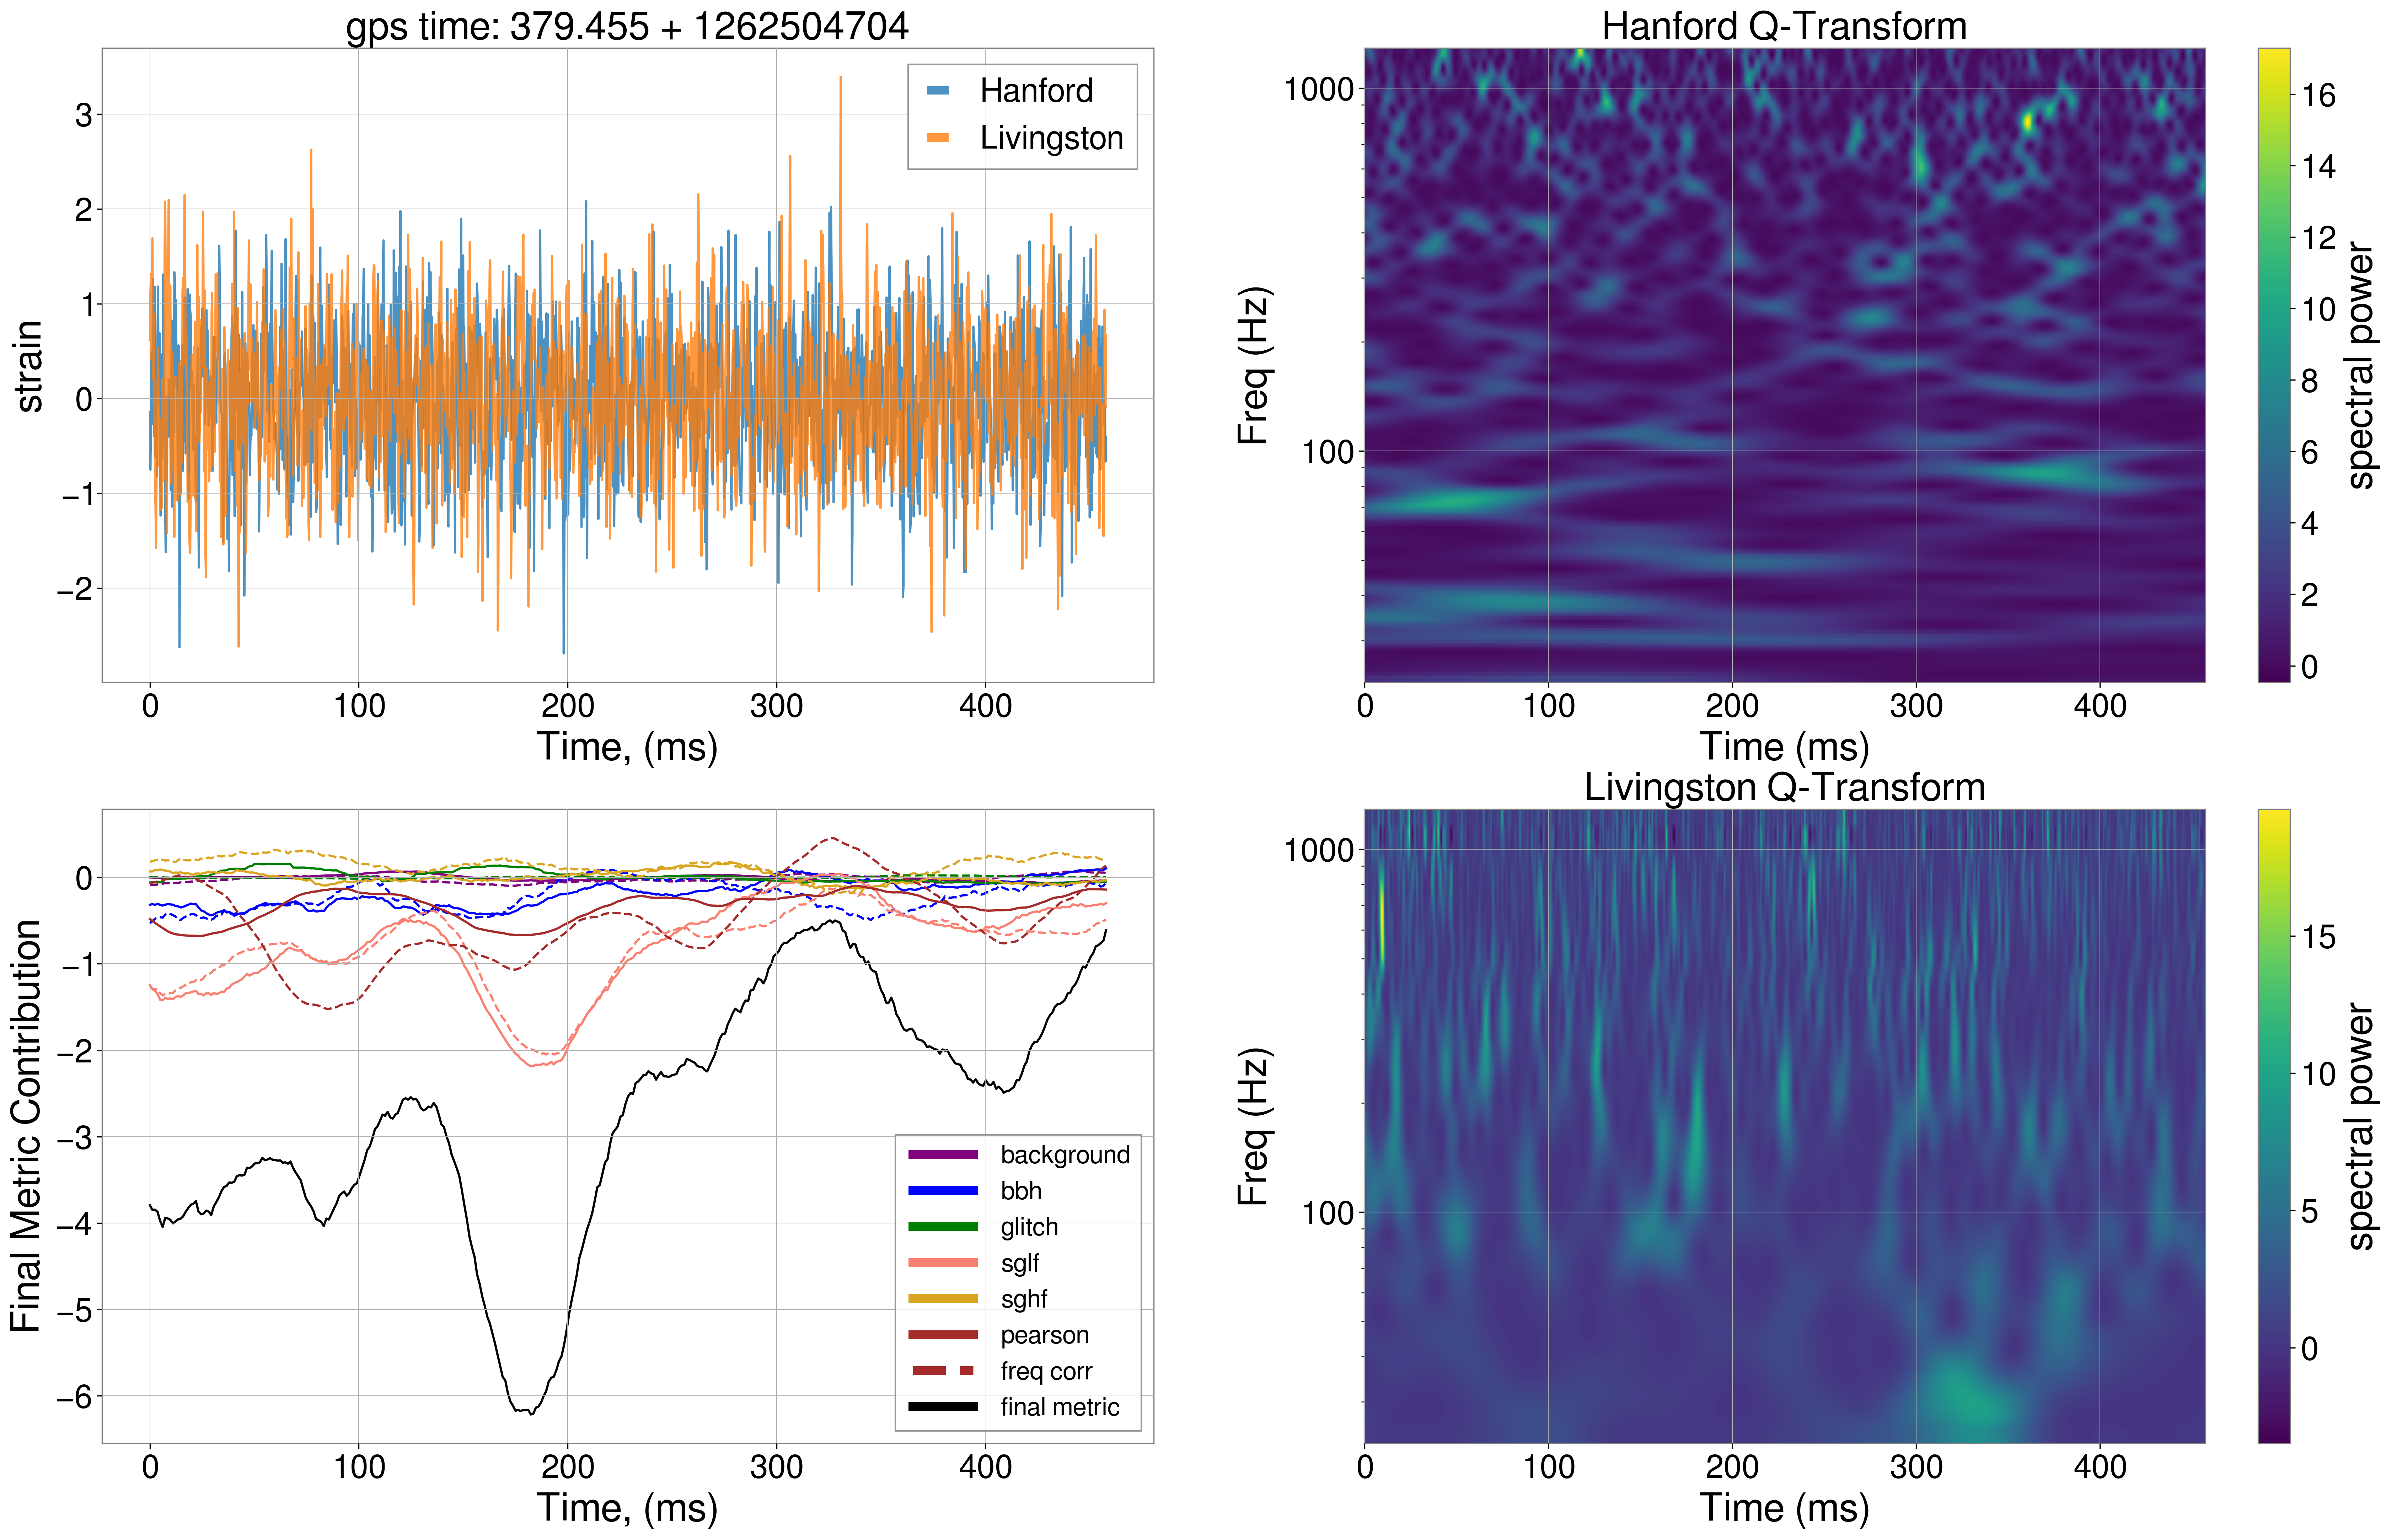 gps time: 379.455 + 1262504704
strain
3
2
1
0
−1
−2
Hanford
Livingston
0 100 200 300 400
Time, (ms)
Hanford Q-Transform
Freq (Hz)
1000
100
0 100 200 300 400
Time (ms)
16
14
12
10
8
6
4
2
0
spectral power
Final Metric Contribution
0
−1
−2
−3
−4
−5
−6
background
bbh
glitch
sglf
sghf
pearson
freq corr
final metric
0 100 200 300 400
Time, (ms)
Livingston Q-Transform
Freq (Hz)
1000
100
0 100 200 300 400
Time (ms)
15
10
5
0
spectral power